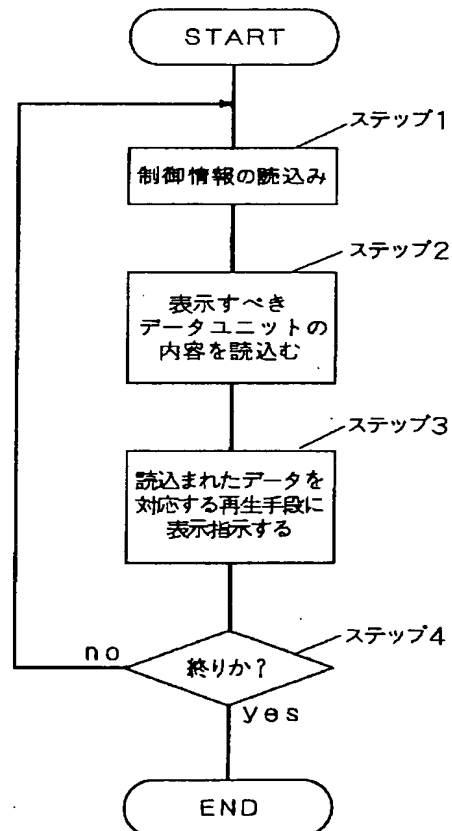 START
ステップ1
制御情報の読込み
ステップ2
表示すべき
データユニットの
内容を読込む
ステップ3
読込まれたデータを
対応する再生手段に
表示指示する
ステップ4
no
終りか?
yes
END